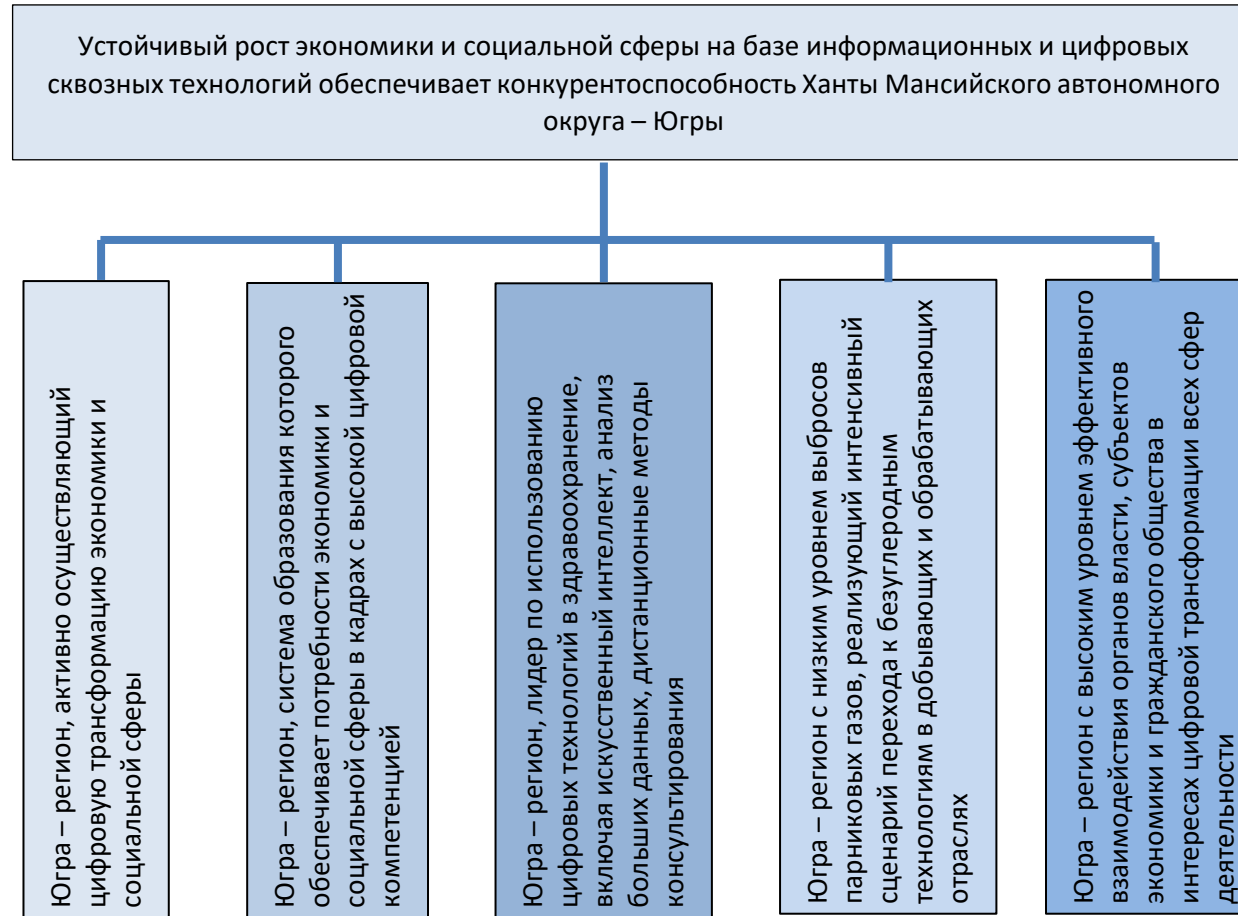 Устойчивый рост экономики и социальной сферы на базе информационных и цифровых
сквозных технологий обеспечивает конкурентоспособность Ханты Мансийского автономного
округа – Югры
Югра – регион, активно осуществляющий
цифровую трансформацию экономики и
социальной сферы
Югра – регион, система образования которого
обеспечивает потребности экономики и
социальной сферы в кадрах с высокой цифровой
компетенцией
Югра – регион, лидер по использованию
цифровых технологий в здравоохранение,
включая искусственный интеллект, анализ
больших данных, дистанционные методы
консультирования
Югра – регион с низким уровнем выбросов
парниковых газов, реализующий интенсивный
сценарий перехода к безуглеродным
технологиям в добывающих и обрабатывающих
отраслях
Югра – регион с высоким уровнем эффективного
взаимодействия органов власти, субъектов
экономики и гражданского общества в
интересах цифровой трансформации всех сфер
деятельности